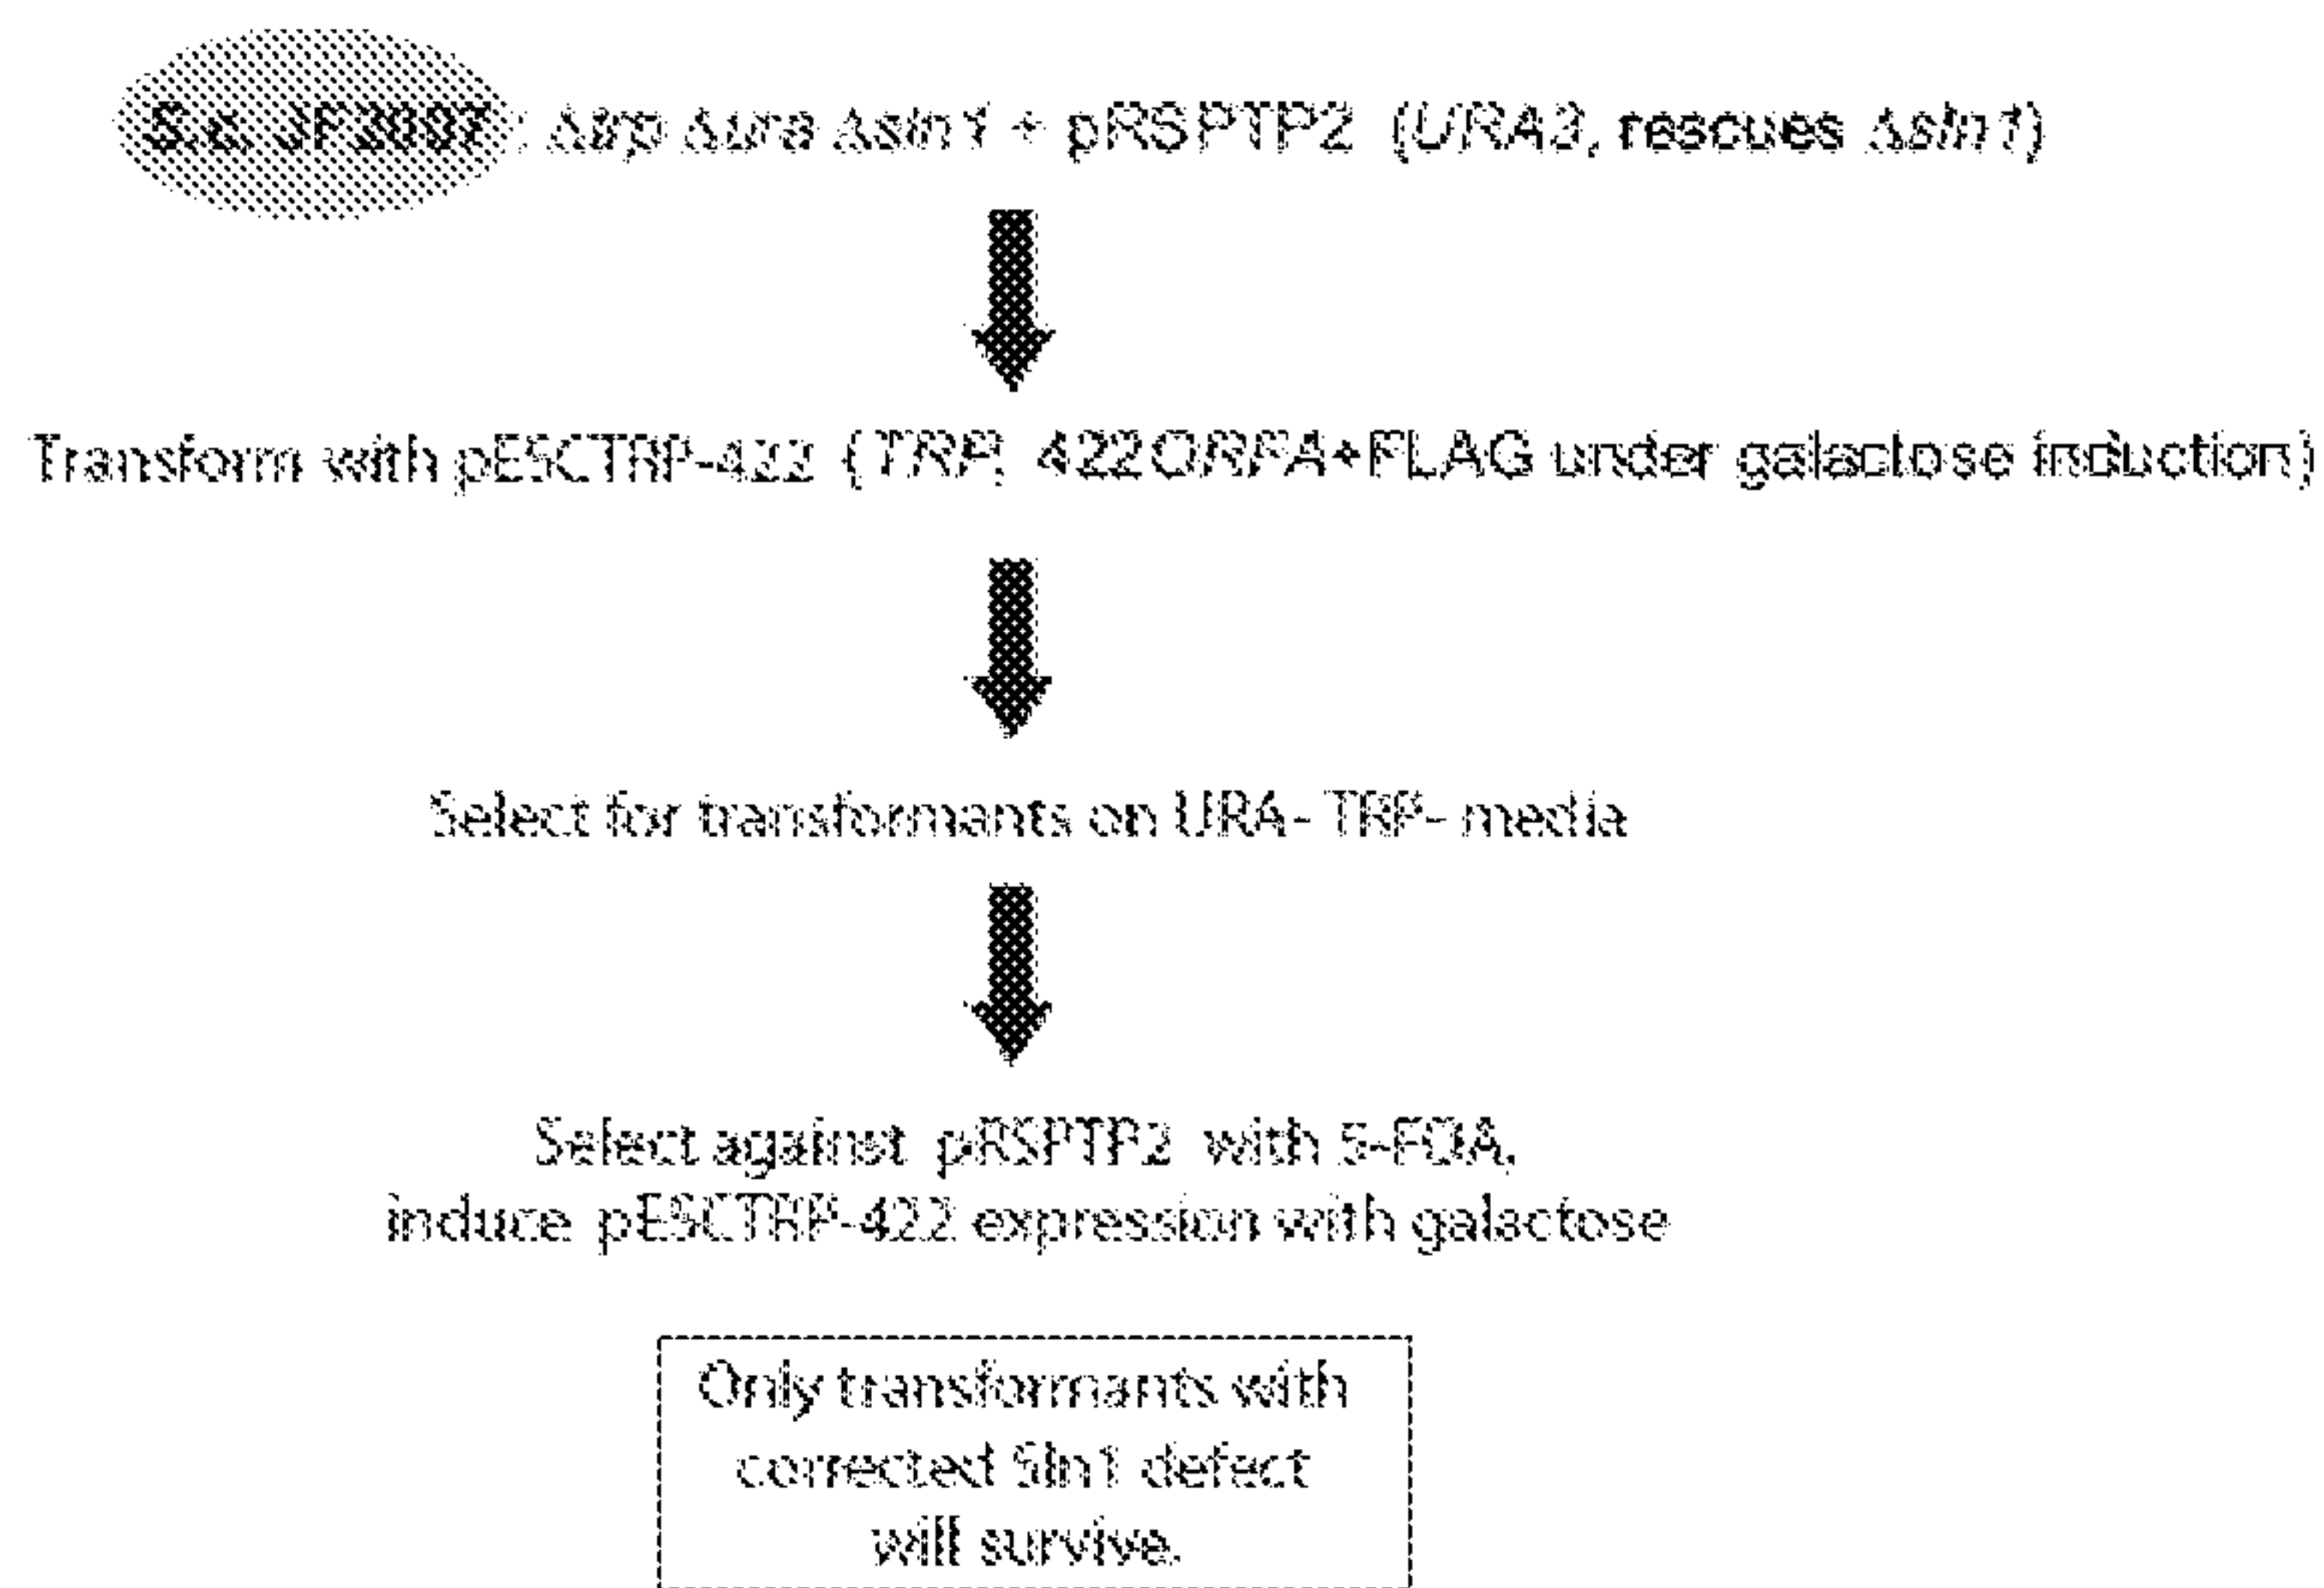 S.c. JF2007: Δtrp Δura Δsln1 + pRSPTP2 (URA3, rescues Δsln1)
Transform with pESCTRP-422 (TRP, 422ORFA+FLAG under galactose induction)
Select for transformants on URA- TRP- media
Select against pRSPTP2 with 5-FOA,
induce pESCTRP-422 expression with galactose
Only transformants with
corrected Sln1 defect
will survive.